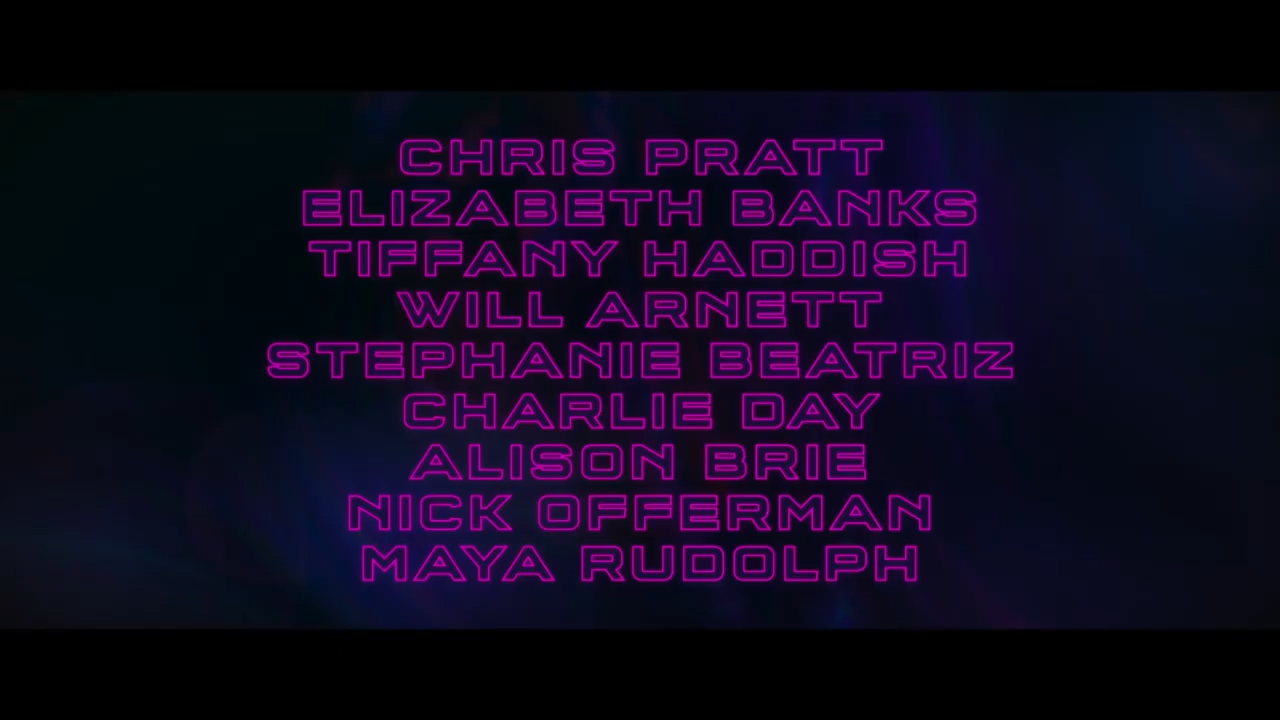 CHRIS PRATT
ELIZABETH BANKS
TIFFANY HADDISH
WILL ARNETT
STEPHANIE BEATRIZ
CHARLIE DAY
ALISON BRIE
NICK OFFERMAN
MAYA RUDOLPH